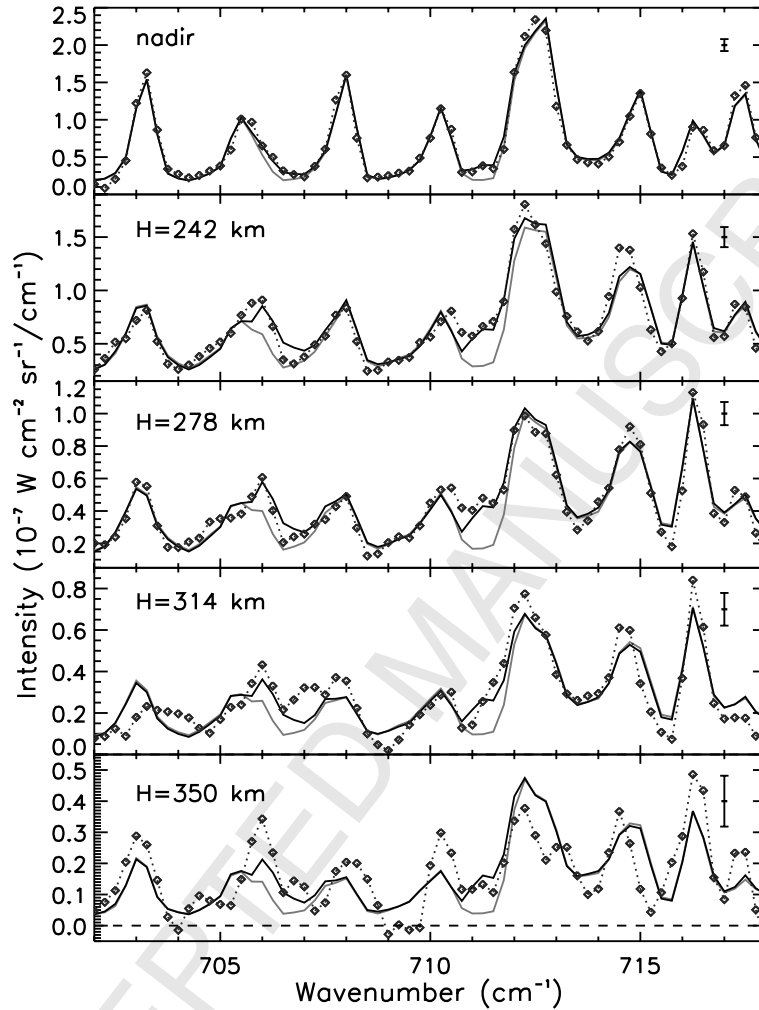 nadir
2.5
2.0
1.5
1.0
0.5
0.0
H=242 km
1.5
1.0
0.5
H=278 km
1.2
1.0
0.8
0.6
0.4
0.2
H=314 km
0.8
0.6
0.4
0.2
0.0
H=350 km
0.5
0.4
0.3
0.2
0.1
0.0
705 710 715
Wavenumber (cm⁻¹)
Intensity (10⁻⁷ W cm⁻² sr⁻¹/cm⁻¹)
EPTED MANUSCR